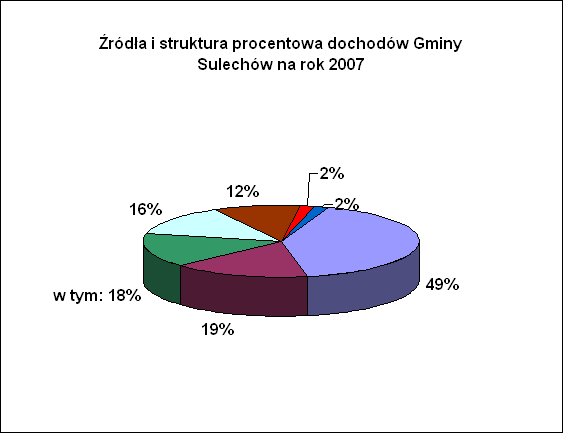 Źródła i struktura procentowa dochodów Gminy
Sulechów na rok 2007
2%
12%
2%
16%
49%
w tym: 18%
19%